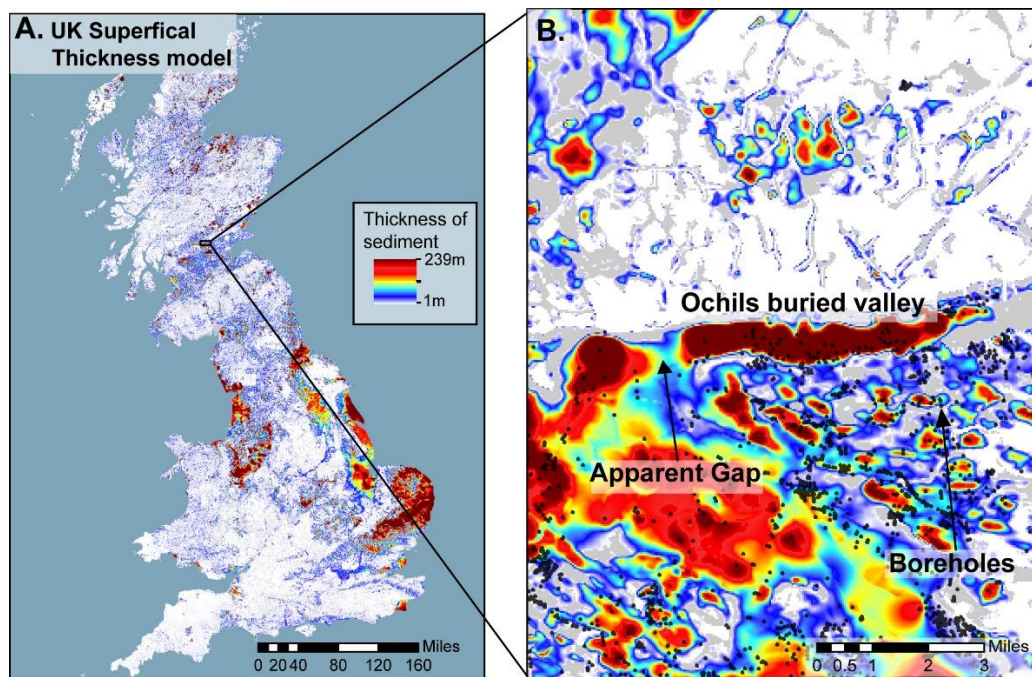 A. UK Superfical
Thickness model
Thickness of
sediment
239m
1m
Miles
0 20 40 80 120 160
B.
Ochils buried valley
Apparent Gap
Boreholes
Miles
0 0.5 1 2 3